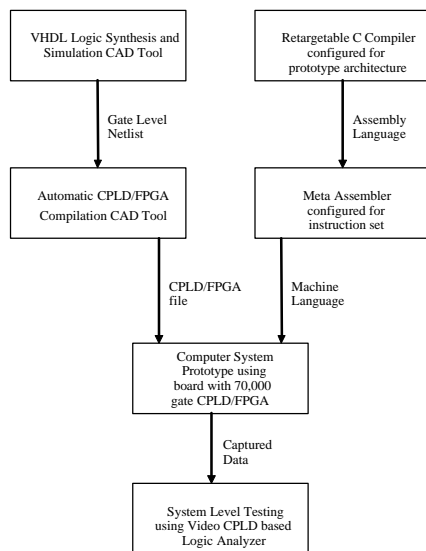 VHDL Logic Synthesis and
Simulation CAD Tool
Retargetable C Compiler
configured for
prototype architecture
Gate Level
Netlist
Assembly
Language
Automatic CPLD/FPGA
Compilation CAD Tool
Meta Assembler
configured for
instruction set
CPLD/FPGA
file
Machine
Language
Computer System
Prototype using
board with 70,000
gate CPLD/FPGA
Captured
Data
System Level Testing
using Video CPLD based
Logic Analyzer